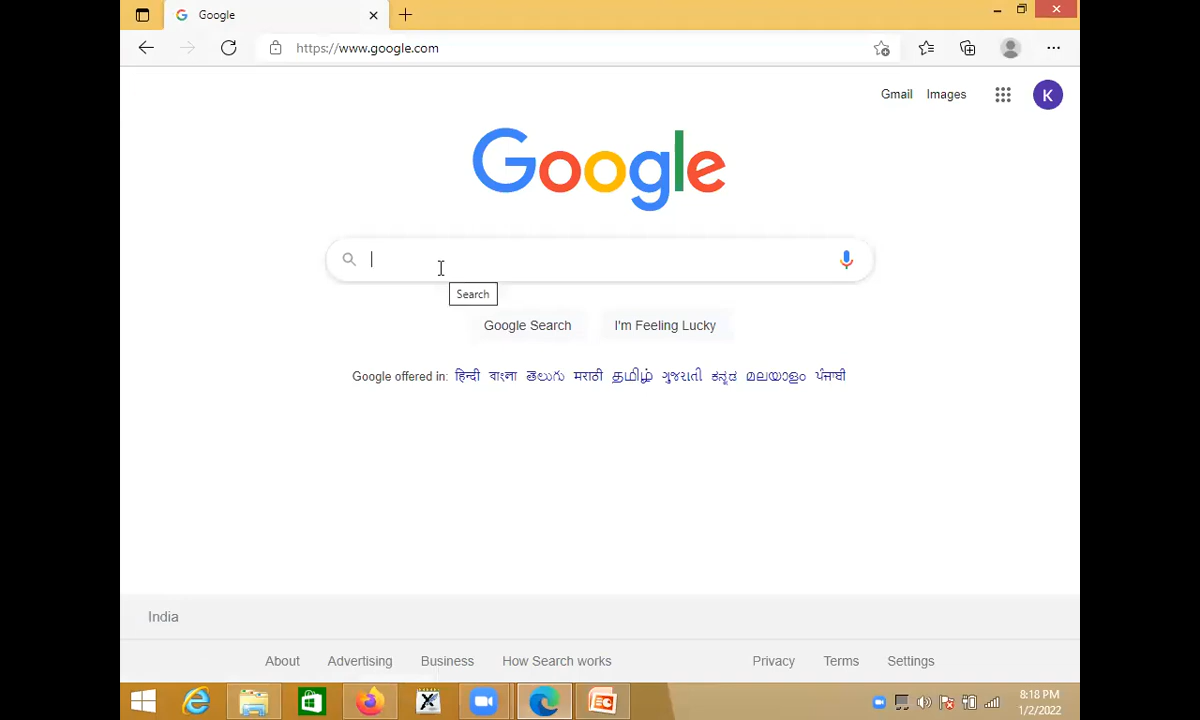 Google
https://www.google.com
Gmail Images K
Google
Search
Google Search I'm Feeling Lucky
Google offered in: हिन्दी বাংলা తెలుగు मराठी தமிழ் ગુજરાતી ಕನ್ನಡ മലയാളം ਪੰਜਾਬੀ
India
About Advertising Business How Search works Privacy Terms Settings
8:18 PM
1/2/2022